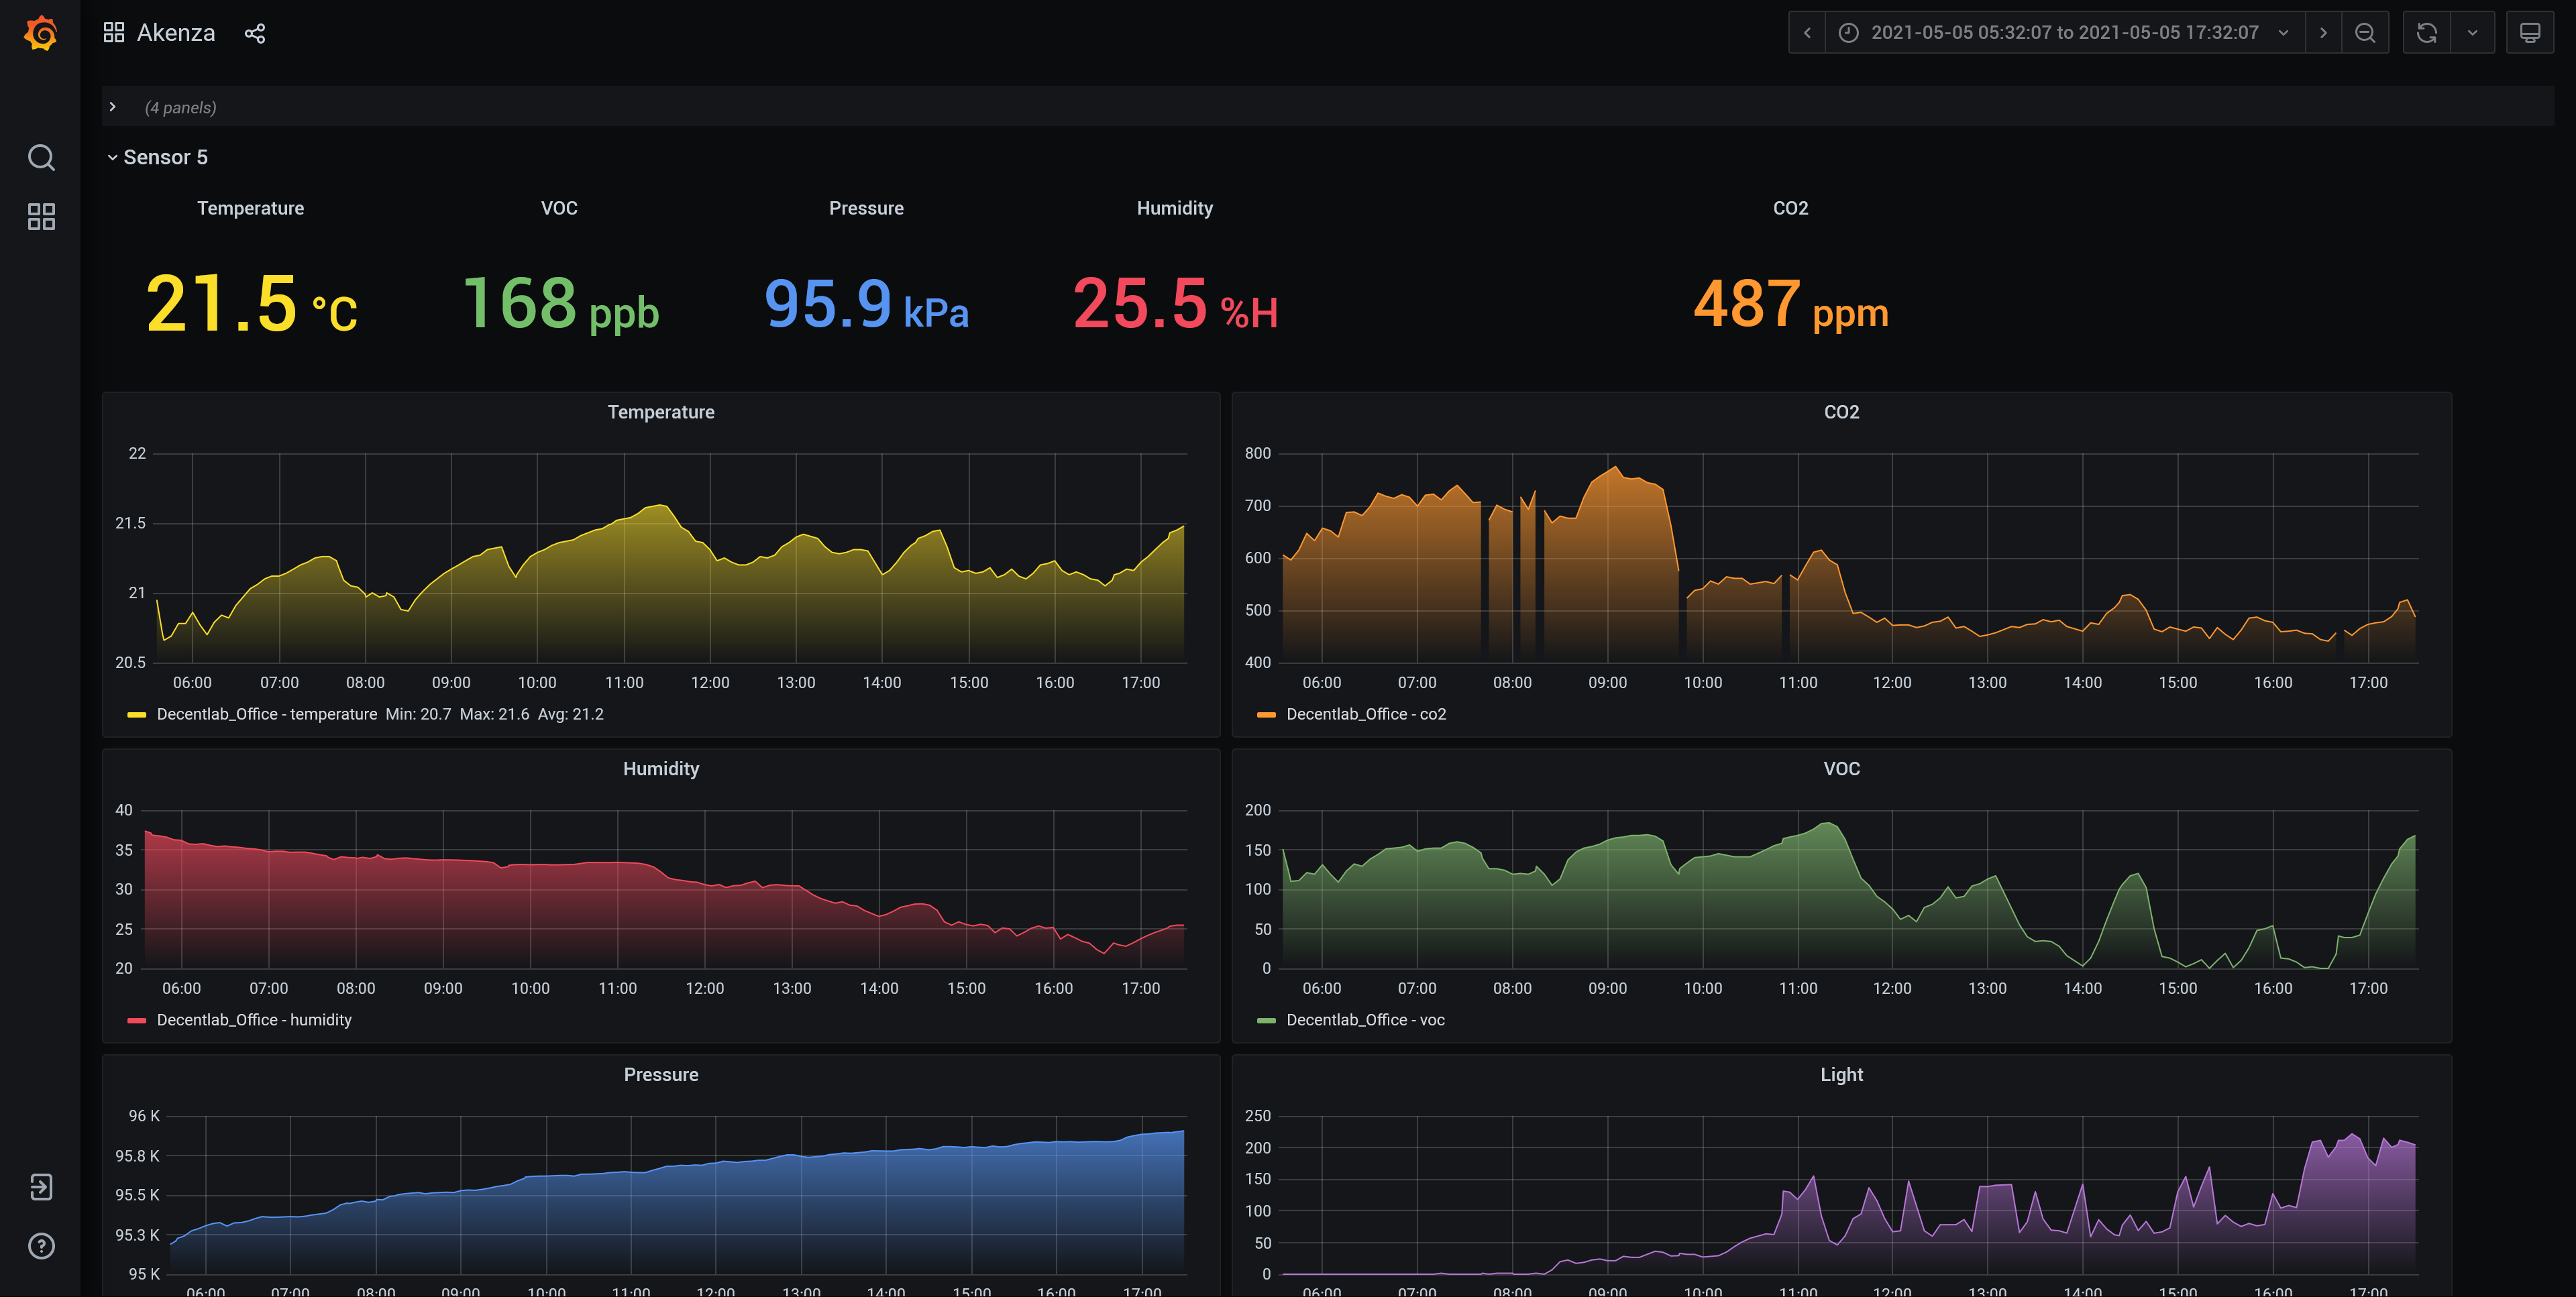 Akenza
2021-05-05 05:32:07 to 2021-05-05 17:32:07
(4 panels)
Sensor 5
Temperature
21.5 °C
VOC
168 ppb
Pressure
95.9 kPa
Humidity
25.5 %H
CO2
487 ppm
Temperature
22
21.5
21
20.5
06:00 07:00 08:00 09:00 10:00 11:00 12:00 13:00 14:00 15:00 16:00 17:00
Decentlab_Office - temperature Min: 20.7 Max: 21.6 Avg: 21.2
CO2
800
700
600
500
400
06:00 07:00 08:00 09:00 10:00 11:00 12:00 13:00 14:00 15:00 16:00 17:00
Decentlab_Office - co2
Humidity
40
35
30
25
20
06:00 07:00 08:00 09:00 10:00 11:00 12:00 13:00 14:00 15:00 16:00 17:00
Decentlab_Office - humidity
VOC
200
150
100
50
0
06:00 07:00 08:00 09:00 10:00 11:00 12:00 13:00 14:00 15:00 16:00 17:00
Decentlab_Office - voc
Pressure
96 K
95.8 K
95.5 K
95.3 K
95 K
06:00 07:00 08:00 09:00 10:00 11:00 12:00 13:00 14:00 15:00 16:00 17:00
Light
250
200
150
100
50
0
06:00 07:00 08:00 09:00 10:00 11:00 12:00 13:00 14:00 15:00 16:00 17:00